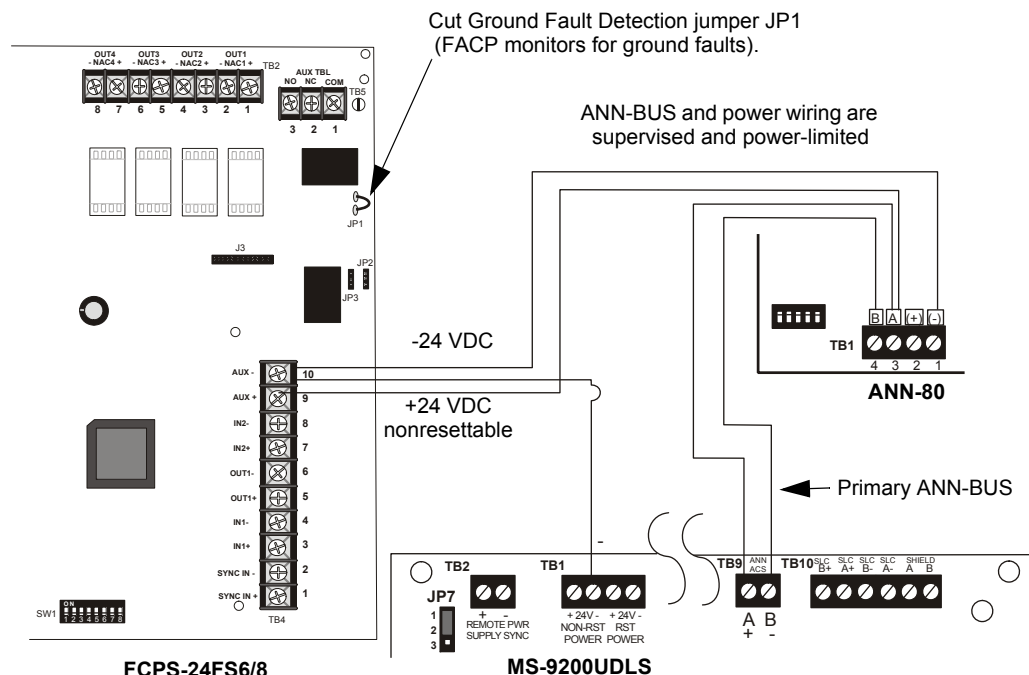 Cut Ground Fault Detection jumper JP1
(FACP monitors for ground faults).
OUT4 OUT3 OUT2 OUT1
- NAC4 + - NAC3 + - NAC2 + - NAC1 +
TB2
8 7 6 5 4 3 2 1
AUX TBL
NO NC COM
TB5
3 2 1
ANN-BUS and power wiring are
supervised and power-limited
JP1
J3
JP2
JP3
B A (+) (-)
TB1
4 3 2 1
ANN-80
-24 VDC
+24 VDC
nonresettable
AUX - 10
AUX + 9
IN2- 8
IN2+ 7
OUT1- 6
OUT1+ 5
IN1- 4
IN1+ 3
SYNC IN - 2
SYNC IN + 1
TB4
SW1
ON
1 2 3 4 5 6 7 8
Primary ANN-BUS
-
TB2
+ -
REMOTE PWR
SUPPLY SYNC
JP7
1
2
3
TB1
+ 24V - + 24V -
NON-RST RST
POWER POWER
TB9
ANN
ACS
A B
+ -
TB10
SLC SLC SLC SLC SHIELD
B+ A+ B- A- A B
FCPS-24FS6/8
MS-9200UDLS